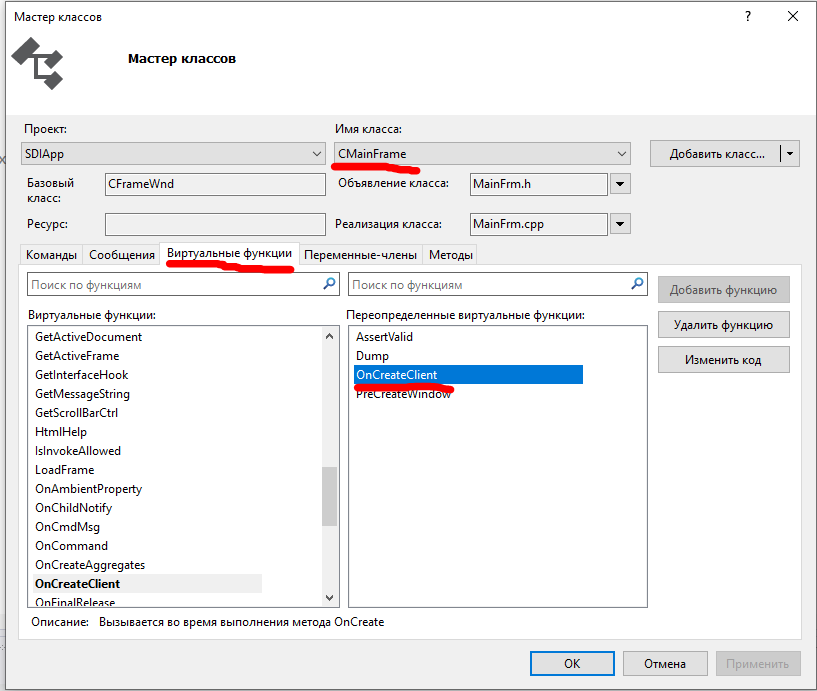 Мастер классов
?
Мастер классов
Проект:
Имя класса:
SDIApp
CMainFrame
Добавить класс...
Базовый класс:
CFrameWnd
Объявление класса:
MainFrm.h
Ресурс:
Реализация класса:
MainFrm.cpp
Команды
Сообщения
Виртуальные функции
Переменные-члены
Методы
Поиск по функциям
Поиск по функциям
Добавить функцию
Виртуальные функции:
Переопределенные виртуальные функции:
Удалить функцию
Изменить код
GetActiveDocument
GetActiveFrame
GetInterfaceHook
GetMessageString
GetScrollBarCtrl
HtmlHelp
IsInvokeAllowed
LoadFrame
OnAmbientProperty
OnChildNotify
OnCmdMsg
OnCommand
OnCreateAggregates
OnCreateClient
OnFinalRelease
AssertValid
Dump
OnCreateClient
PreCreateWindow
Описание: Вызывается во время выполнения метода OnCreate
ОК
Отмена
Применить